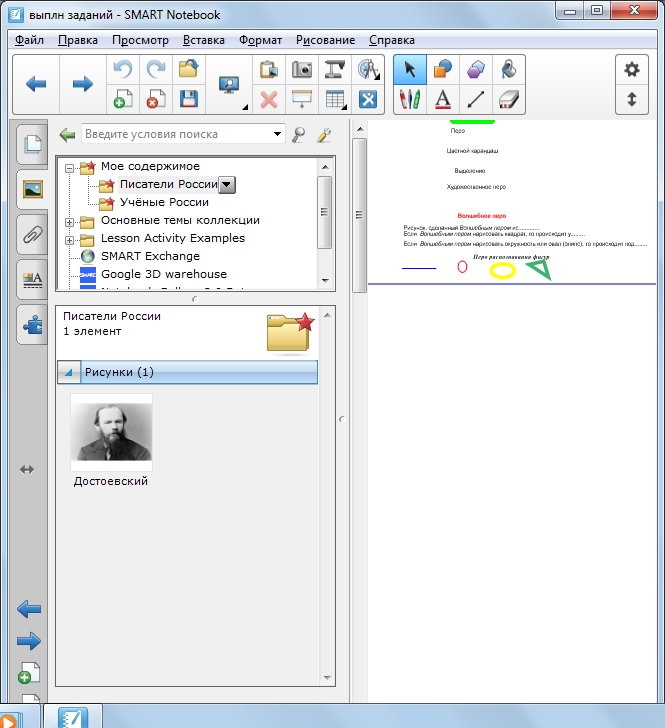 выплн заданий - SMART Notebook
Файл Правка Просмотр Вставка Формат Рисование Справка
Введите условия поиска
Мое содержимое
Писатели России
Учёные России
Основные темы коллекции
Lesson Activity Examples
SMART Exchange
SMART Google 3D warehouse
Писатели России
1 элемент
Рисунки (1)
Достоевский
Перо
Цветной карандаш
Выделение
Художественное перо
Волшебное перо
Рисунок, сделанный Волшебным пером ис............
Если Волшебным пером нарисовать квадрат, то происходит у.........
Если Волшебным пером нарисовать окружность или овал (эллипс), то происходит под........
Перо распознавания фигур